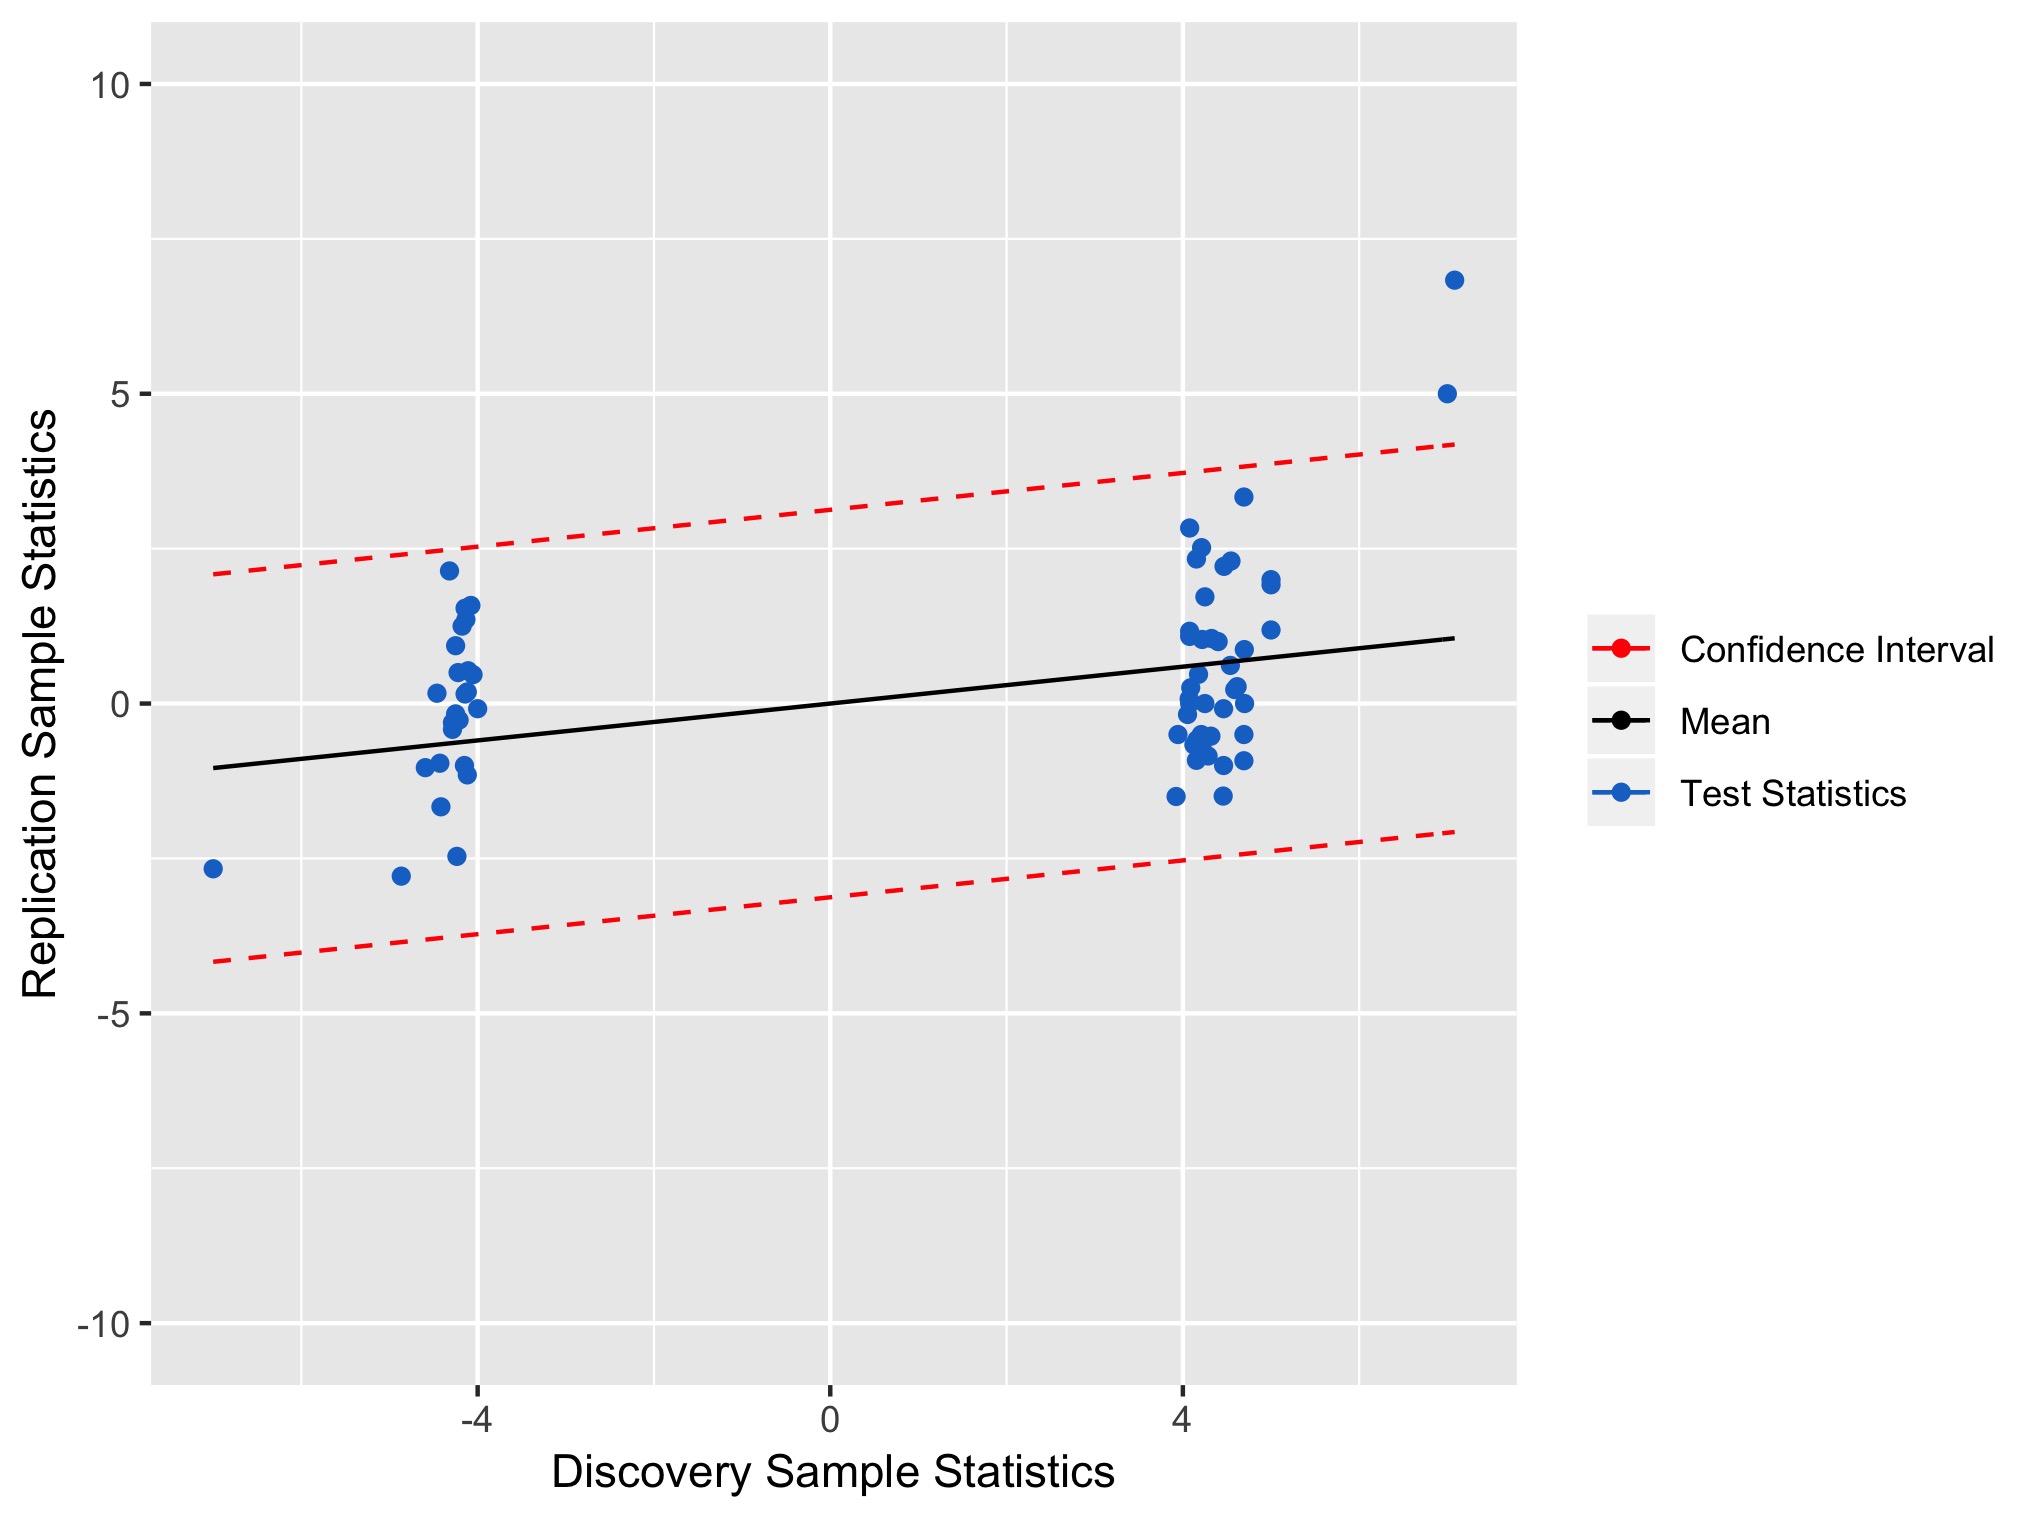 10
5
0
-5
-10
Replication Sample Statistics
-4
0
4
Discovery Sample Statistics
Confidence Interval
Mean
Test Statistics